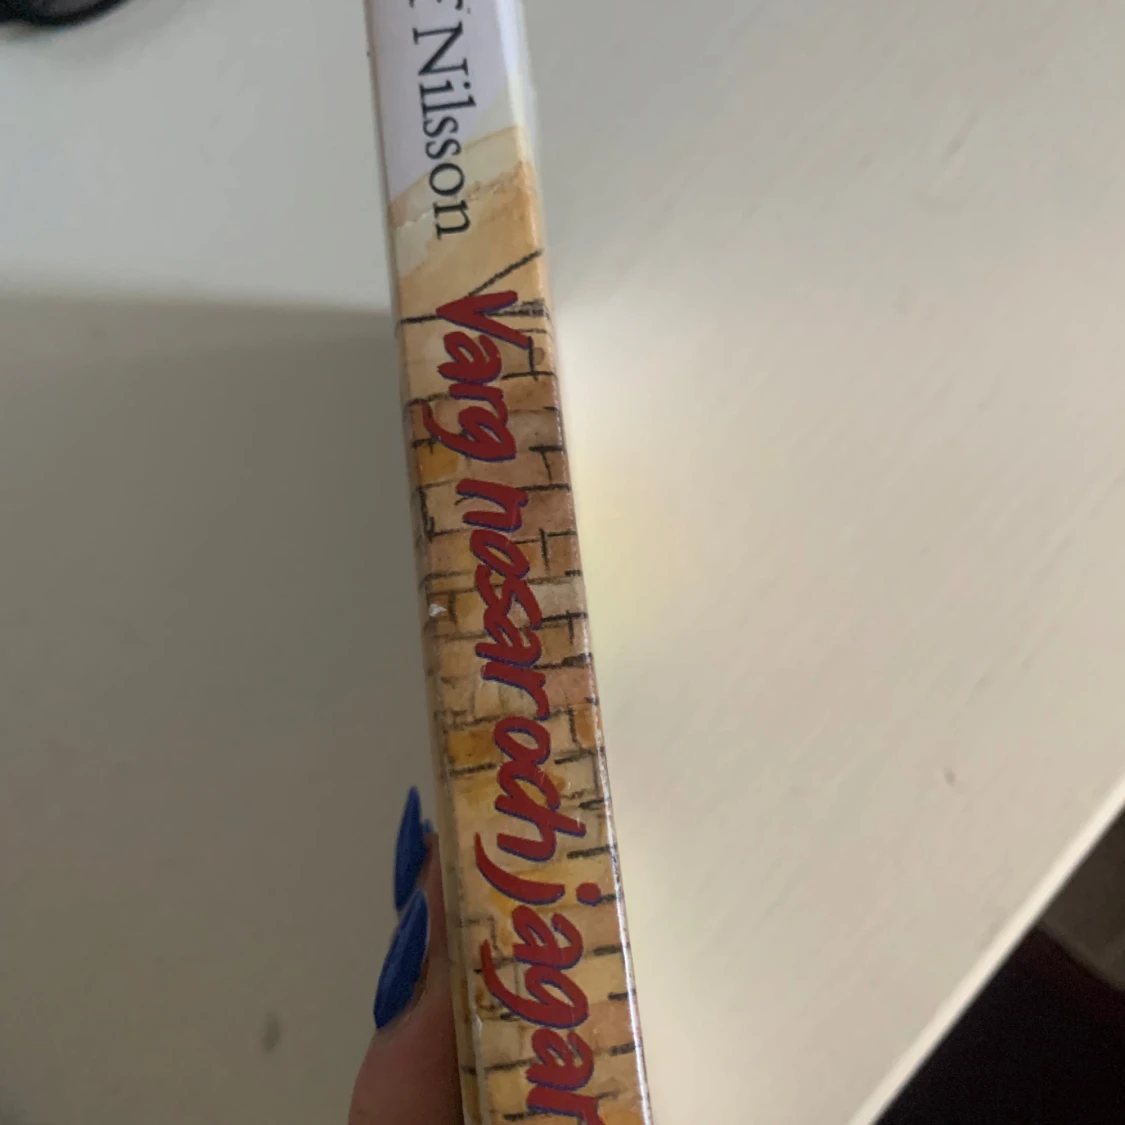 Nilsson
Varg nosar och jagar